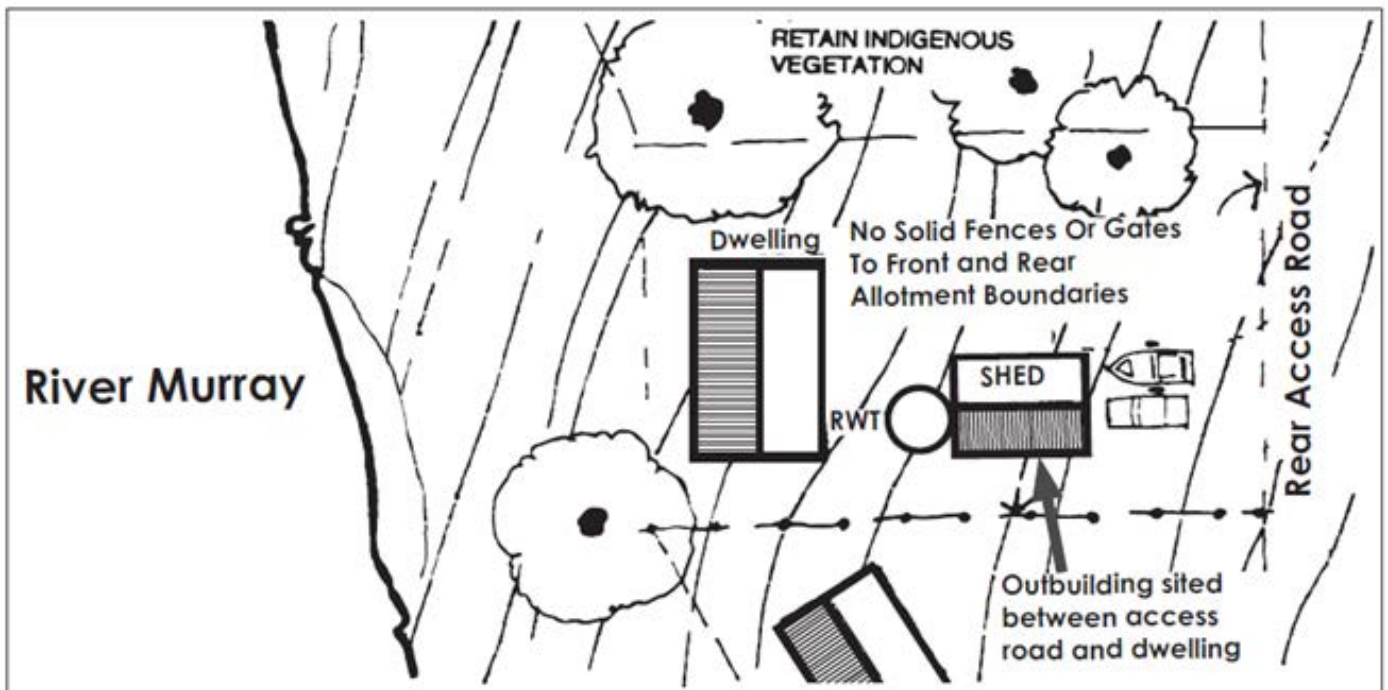 RETAIN INDIGENOUS
VEGETATION
Dwelling
No Solid Fences Or Gates
To Front and Rear
Allotment Boundaries
River Murray
SHED
RWT
Rear Access Road
Outbuilding sited
between access
road and dwelling